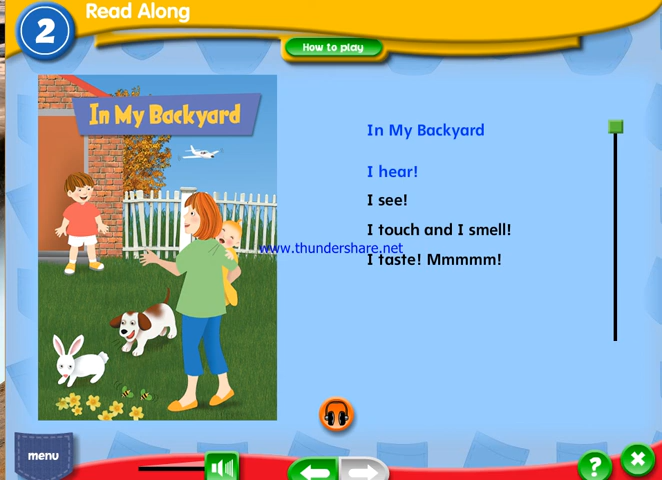 2
Read Along
How to play
In My Backyard
In My Backyard
I hear!
I see!
I touch and I smell!
www.thundershare.net
I taste! Mmmmm!
menu
?